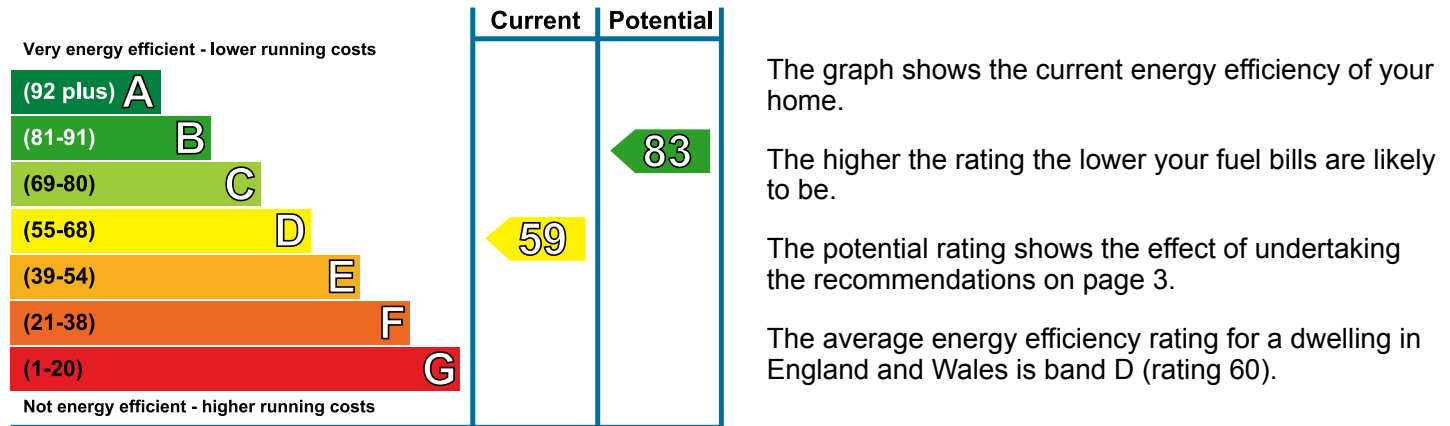 Current Potential
Very energy efficient - lower running costs
(92 plus) A
(81-91) B
83
(69-80) C
(55-68) D
59
(39-54) E
(21-38) F
(1-20) G
Not energy efficient - higher running costs
The graph shows the current energy efficiency of your
home.
The higher the rating the lower your fuel bills are likely
to be.
The potential rating shows the effect of undertaking
the recommendations on page 3.
The average energy efficiency rating for a dwelling in
England and Wales is band D (rating 60).